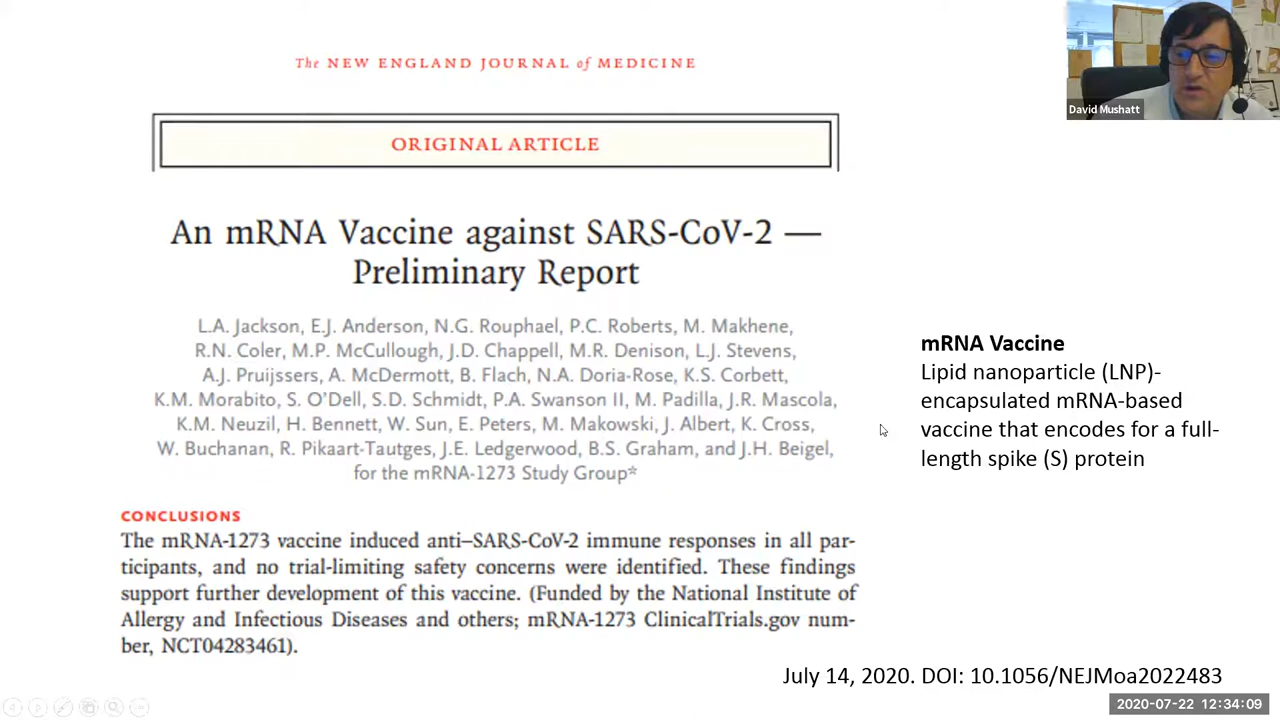 The NEW ENGLAND JOURNAL of MEDICINE
ORIGINAL ARTICLE
An mRNA Vaccine against SARS-CoV-2 —
Preliminary Report
L.A. Jackson, E.J. Anderson, N.G. Rouphael, P.C. Roberts, M. Makhene,
R.N. Coler, M.P. McCullough, J.D. Chappell, M.R. Denison, L.J. Stevens,
A.J. Pruijssers, A. McDermott, B. Flach, N.A. Doria-Rose, K.S. Corbett,
K.M. Morabito, S. O’Dell, S.D. Schmidt, P.A. Swanson II, M. Padilla, J.R. Mascola,
K.M. Neuzil, H. Bennett, W. Sun, E. Peters, M. Makowski, J. Albert, K. Cross,
W. Buchanan, R. Pikaart-Tautges, J.E. Ledgerwood, B.S. Graham, and J.H. Beigel,
for the mRNA-1273 Study Group*
CONCLUSIONS
The mRNA-1273 vaccine induced anti–SARS-CoV-2 immune responses in all par-
ticipants, and no trial-limiting safety concerns were identified. These findings
support further development of this vaccine. (Funded by the National Institute of
Allergy and Infectious Diseases and others; mRNA-1273 ClinicalTrials.gov num-
ber, NCT04283461).
mRNA Vaccine
Lipid nanoparticle (LNP)-
encapsulated mRNA-based
vaccine that encodes for a full-
length spike (S) protein
July 14, 2020. DOI: 10.1056/NEJMoa2022483
David Mushatt
2020-07-22 12:34:09